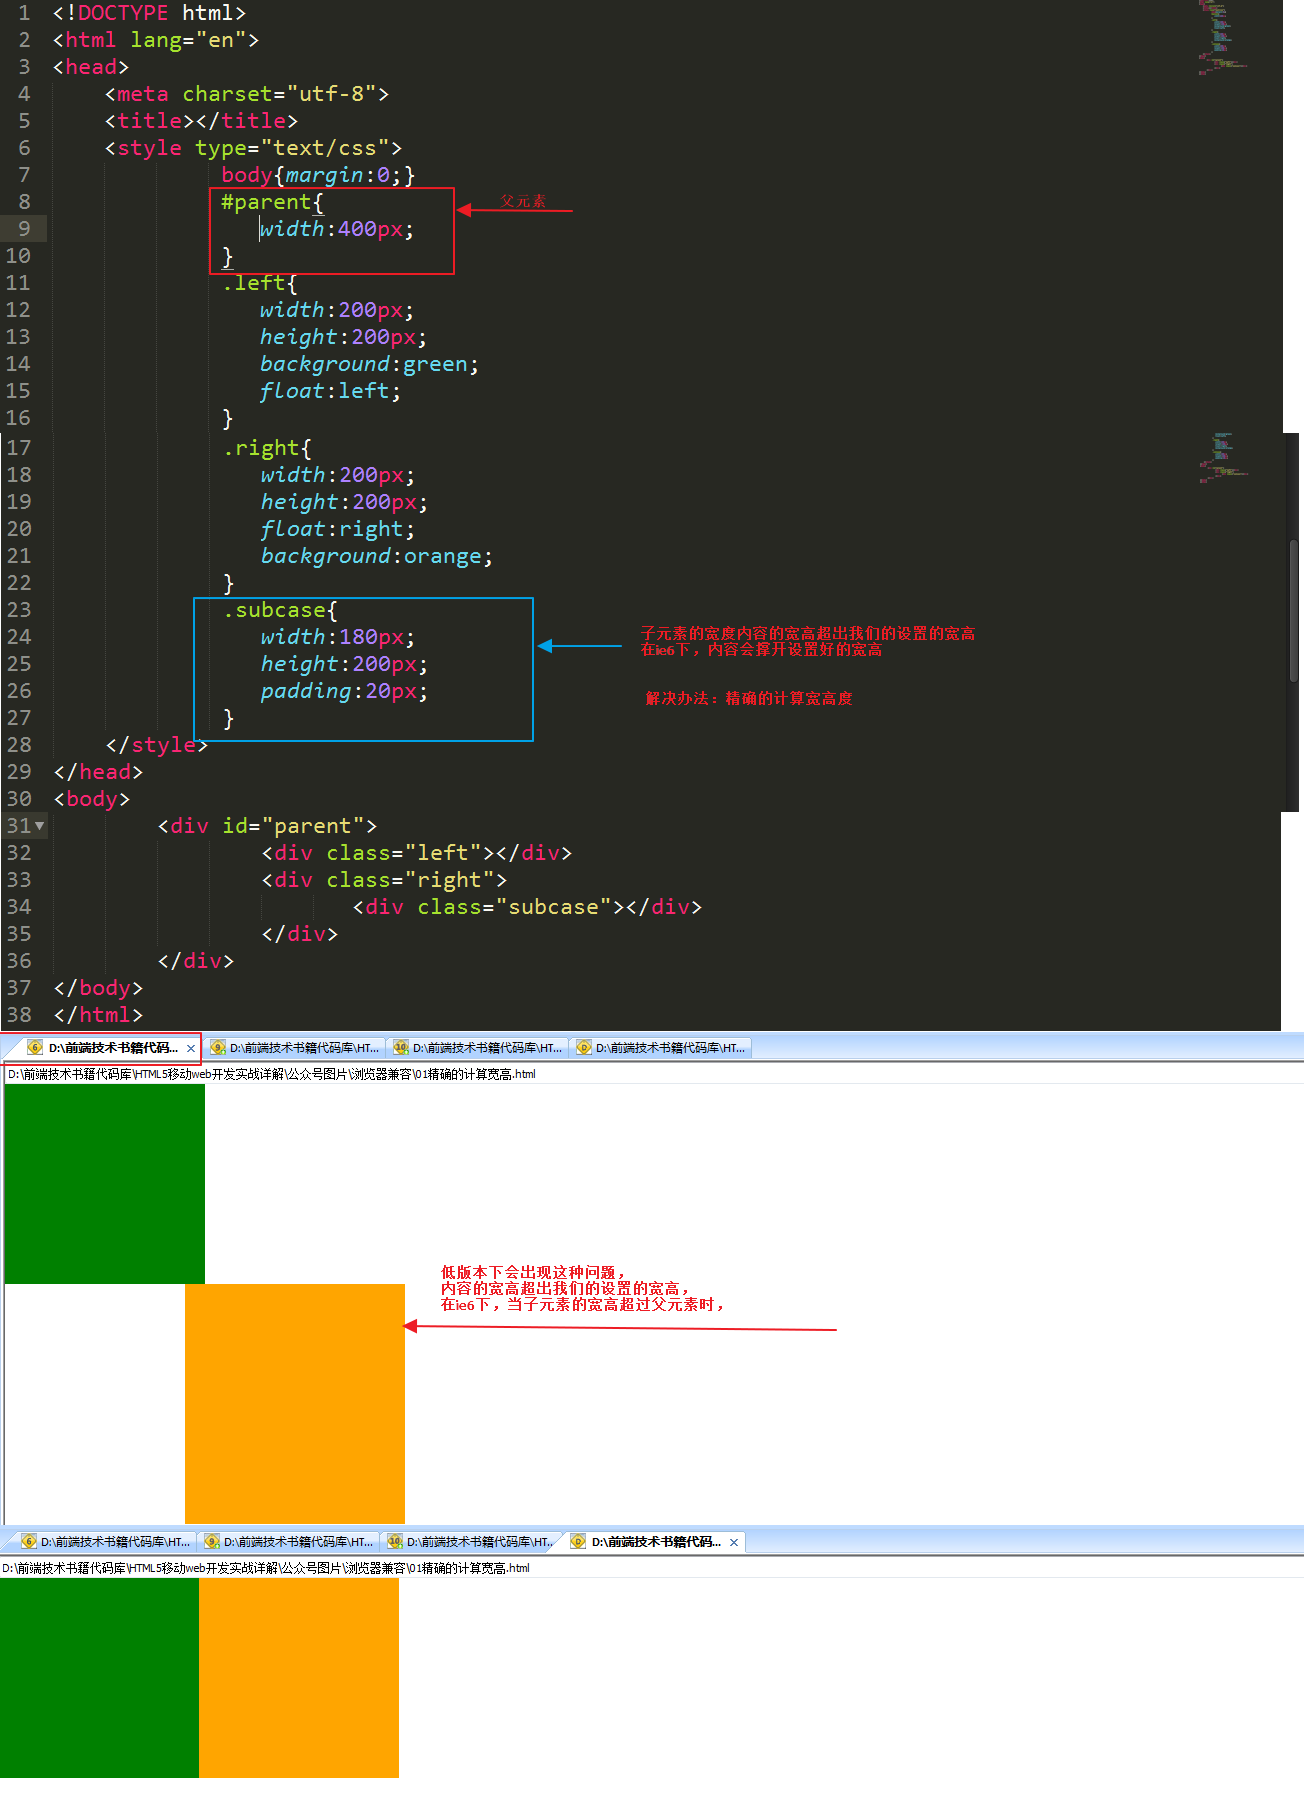 1 <!DOCTYPE html>
2 <html lang="en">
3 <head>
4 <meta charset="utf-8">
5 <title></title>
6 <style type="text/css">
7 body{margin:0;}
8 #parent{
父元素
9 width:400px;
10 }
11 .left{
12 width:200px;
13 height:200px;
14 background:green;
15 float:left;
16 }
17 .right{
18 width:200px;
19 height:200px;
20 float:right;
21 background:orange;
22 }
23 .subcase{
24 width:180px;
25 height:200px;
26 padding:20px;
27 }
子元素的宽度内容的宽高超出我们的设置的宽高
在ie6下，内容会撑开设置好的宽高
解决办法：精确的计算宽高度
28 </style>
29 </head>
30 <body>
31 <div id="parent">
32 <div class="left"></div>
33 <div class="right">
34 <div class="subcase"></div>
35 </div>
36 </div>
37 </body>
38 </html>
6 D:\前端技术书籍代码... × 9 D:\前端技术书籍代码库\HT... 10 D:\前端技术书籍代码库\HT... D D:\前端技术书籍代码库\HT...
D:\前端技术书籍代码库\HTML5移动web开发实战详解\公众号图片\浏览器兼容\01精确的计算宽高.html
低版本下会出现这种问题，
内容的宽高超出我们的设置的宽高，
在ie6下，当子元素的宽高超过父元素时，
6 D:\前端技术书籍代码库\HT... 9 D:\前端技术书籍代码库\HT... 10 D:\前端技术书籍代码库\HT... D D:\前端技术书籍代码... ×
D:\前端技术书籍代码库\HTML5移动web开发实战详解\公众号图片\浏览器兼容\01精确的计算宽高.html